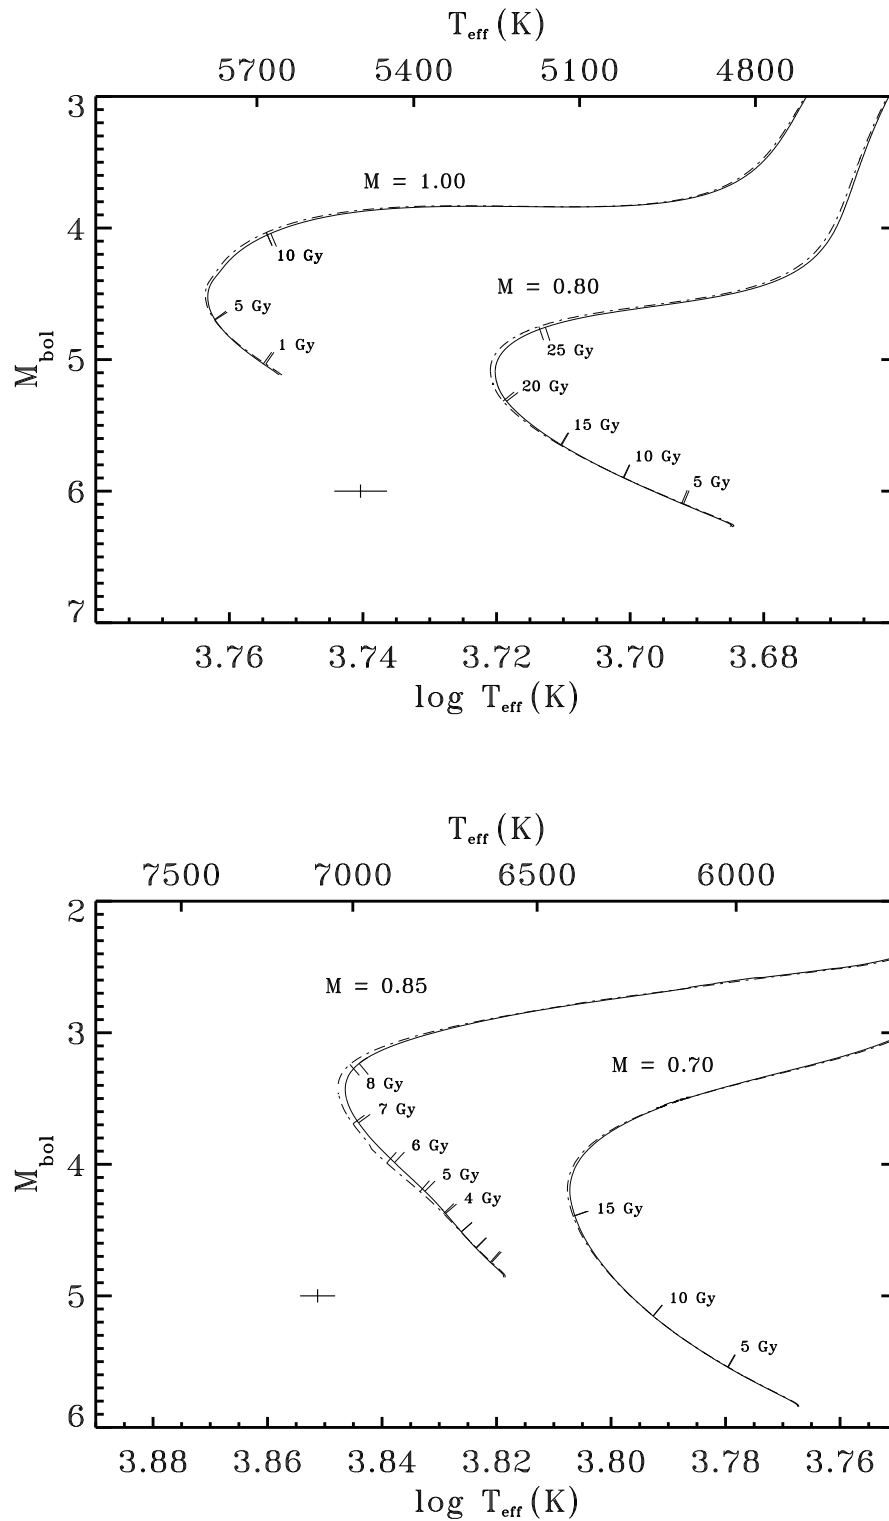 T_eff (K)
5700 5400 5100 4800
3
M = 1.00
4
10 Gy
M = 0.80
5 Gy
1 Gy
25 Gy
M_bol
5
20 Gy
15 Gy
10 Gy
5 Gy
6
7
3.76 3.74 3.72 3.70 3.68
log T_eff (K)
T_eff (K)
7500 7000 6500 6000
2
M = 0.85
3
M = 0.70
8 Gy
7 Gy
6 Gy
M_bol
4
5 Gy
4 Gy
15 Gy
5
10 Gy
5 Gy
6
3.88 3.86 3.84 3.82 3.80 3.78 3.76
log T_eff (K)